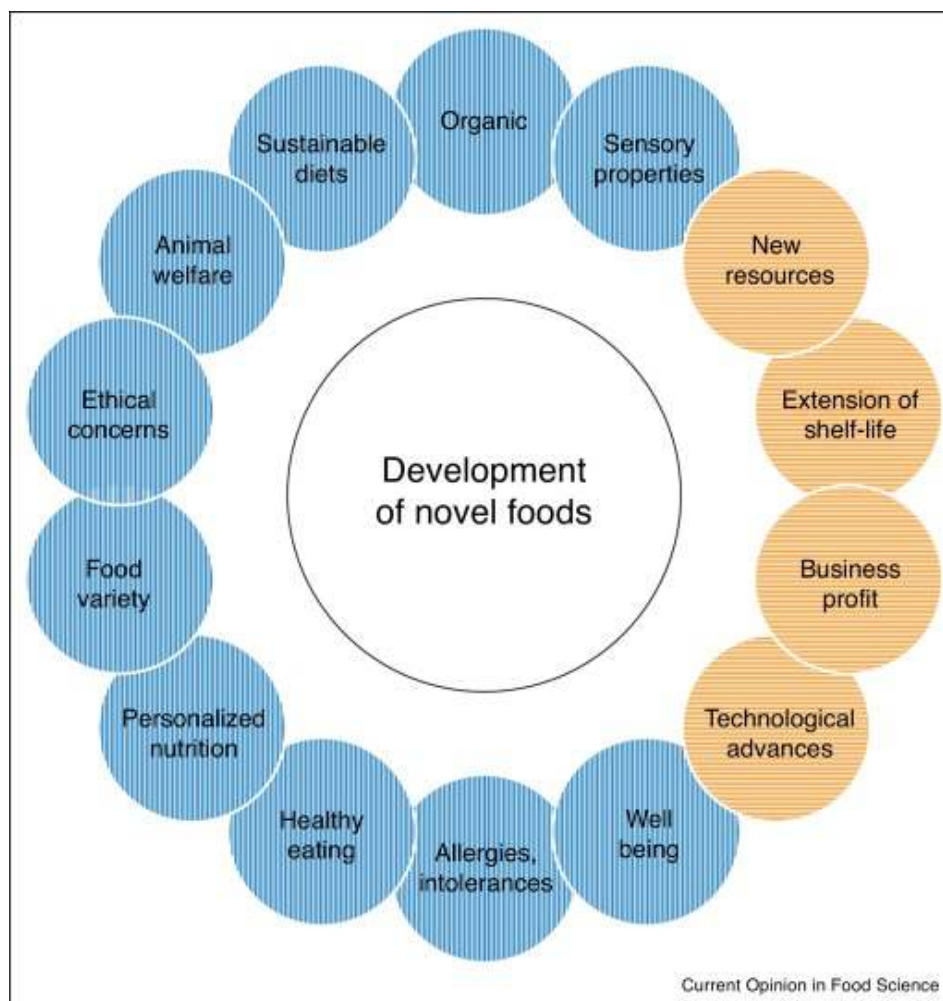 Organic
Sensory
properties
New
resources
Extension of
shelf-life
Business
profit
Technological
advances
Well
being
Allergies,
intolerances
Healthy
eating
Personalized
nutrition
Food
variety
Ethical
concerns
Animal
welfare
Sustainable
diets
Development
of novel foods
Current Opinion in Food Science